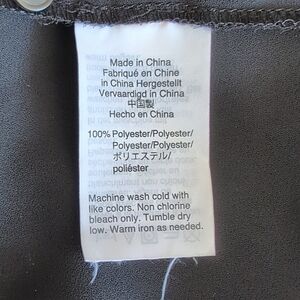 Made in China
Fabriqué en Chine
in China Hergestellt
Vervaardigd in China
中国製
Hecho en China
100% Polyester/Polyester/
Polyester/Polyester/
ポリエステル/
poliéster
Machine wash cold with
like colors. Non chlorine
bleach only. Tumble dry
low. Warm iron as needed.